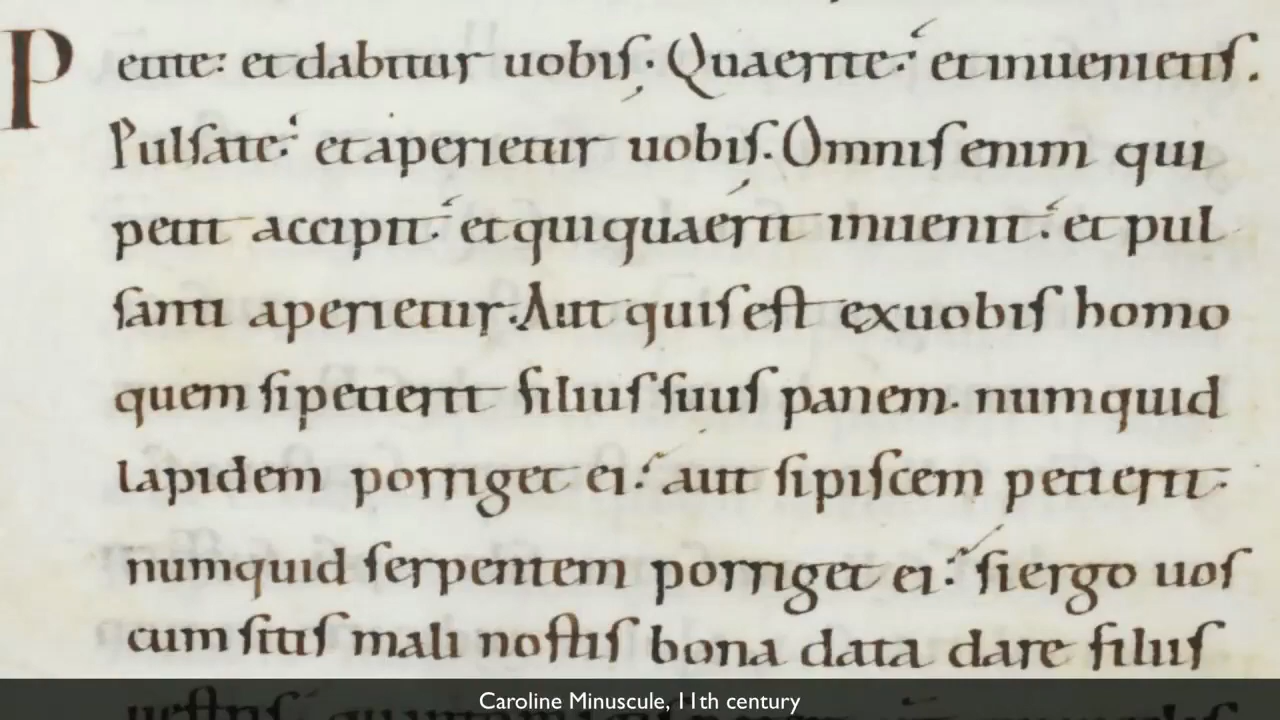 Petite: et dabitur uobiſ. Quaerite: et inuenietiſ.
Pulſate: et aperietur uobiſ. Omniſ enim qui
petit accipit: et qui quaerit inuenit: et pul
ſanti aperietur. Aut quiſ eſt ex uobiſ homo
quem ſi petierit filiuſ ſuuſ panem. numquid
lapidem porriget ei: aut ſi piſcem petierit.
numquid ſerpentem porriget ei: ſi ergo uoſ
cum ſitiſ mali noſtiſ bona data dare filiiſ
Caroline Minuscule, 11th century